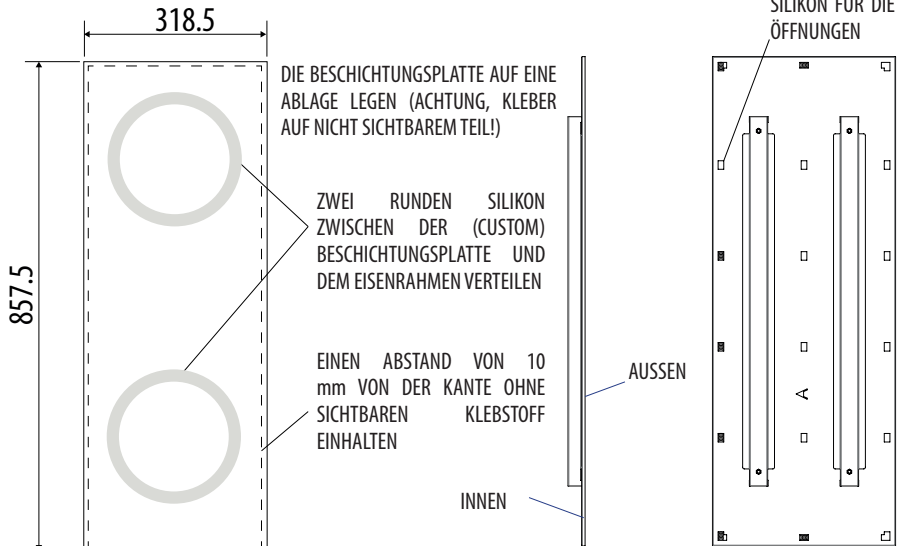 SILIKON FÜR DIE
ÖFFNUNGEN
318.5
DIE BESCHICHTUNGSPLATTE AUF EINE
ABLAGE LEGEN (ACHTUNG, KLEBER
AUF NICHT SICHTBAREM TEIL!)
ZWEI RUNDEN SILIKON
ZWISCHEN DER (CUSTOM)
BESCHICHTUNGSPLATTE UND
DEM EISENRAHMEN VERTEILEN
857.5
EINEN ABSTAND VON 10
mm VON DER KANTE OHNE
SICHTBAREN KLEBSTOFF
EINHALTEN
AUSSEN
INNEN
A